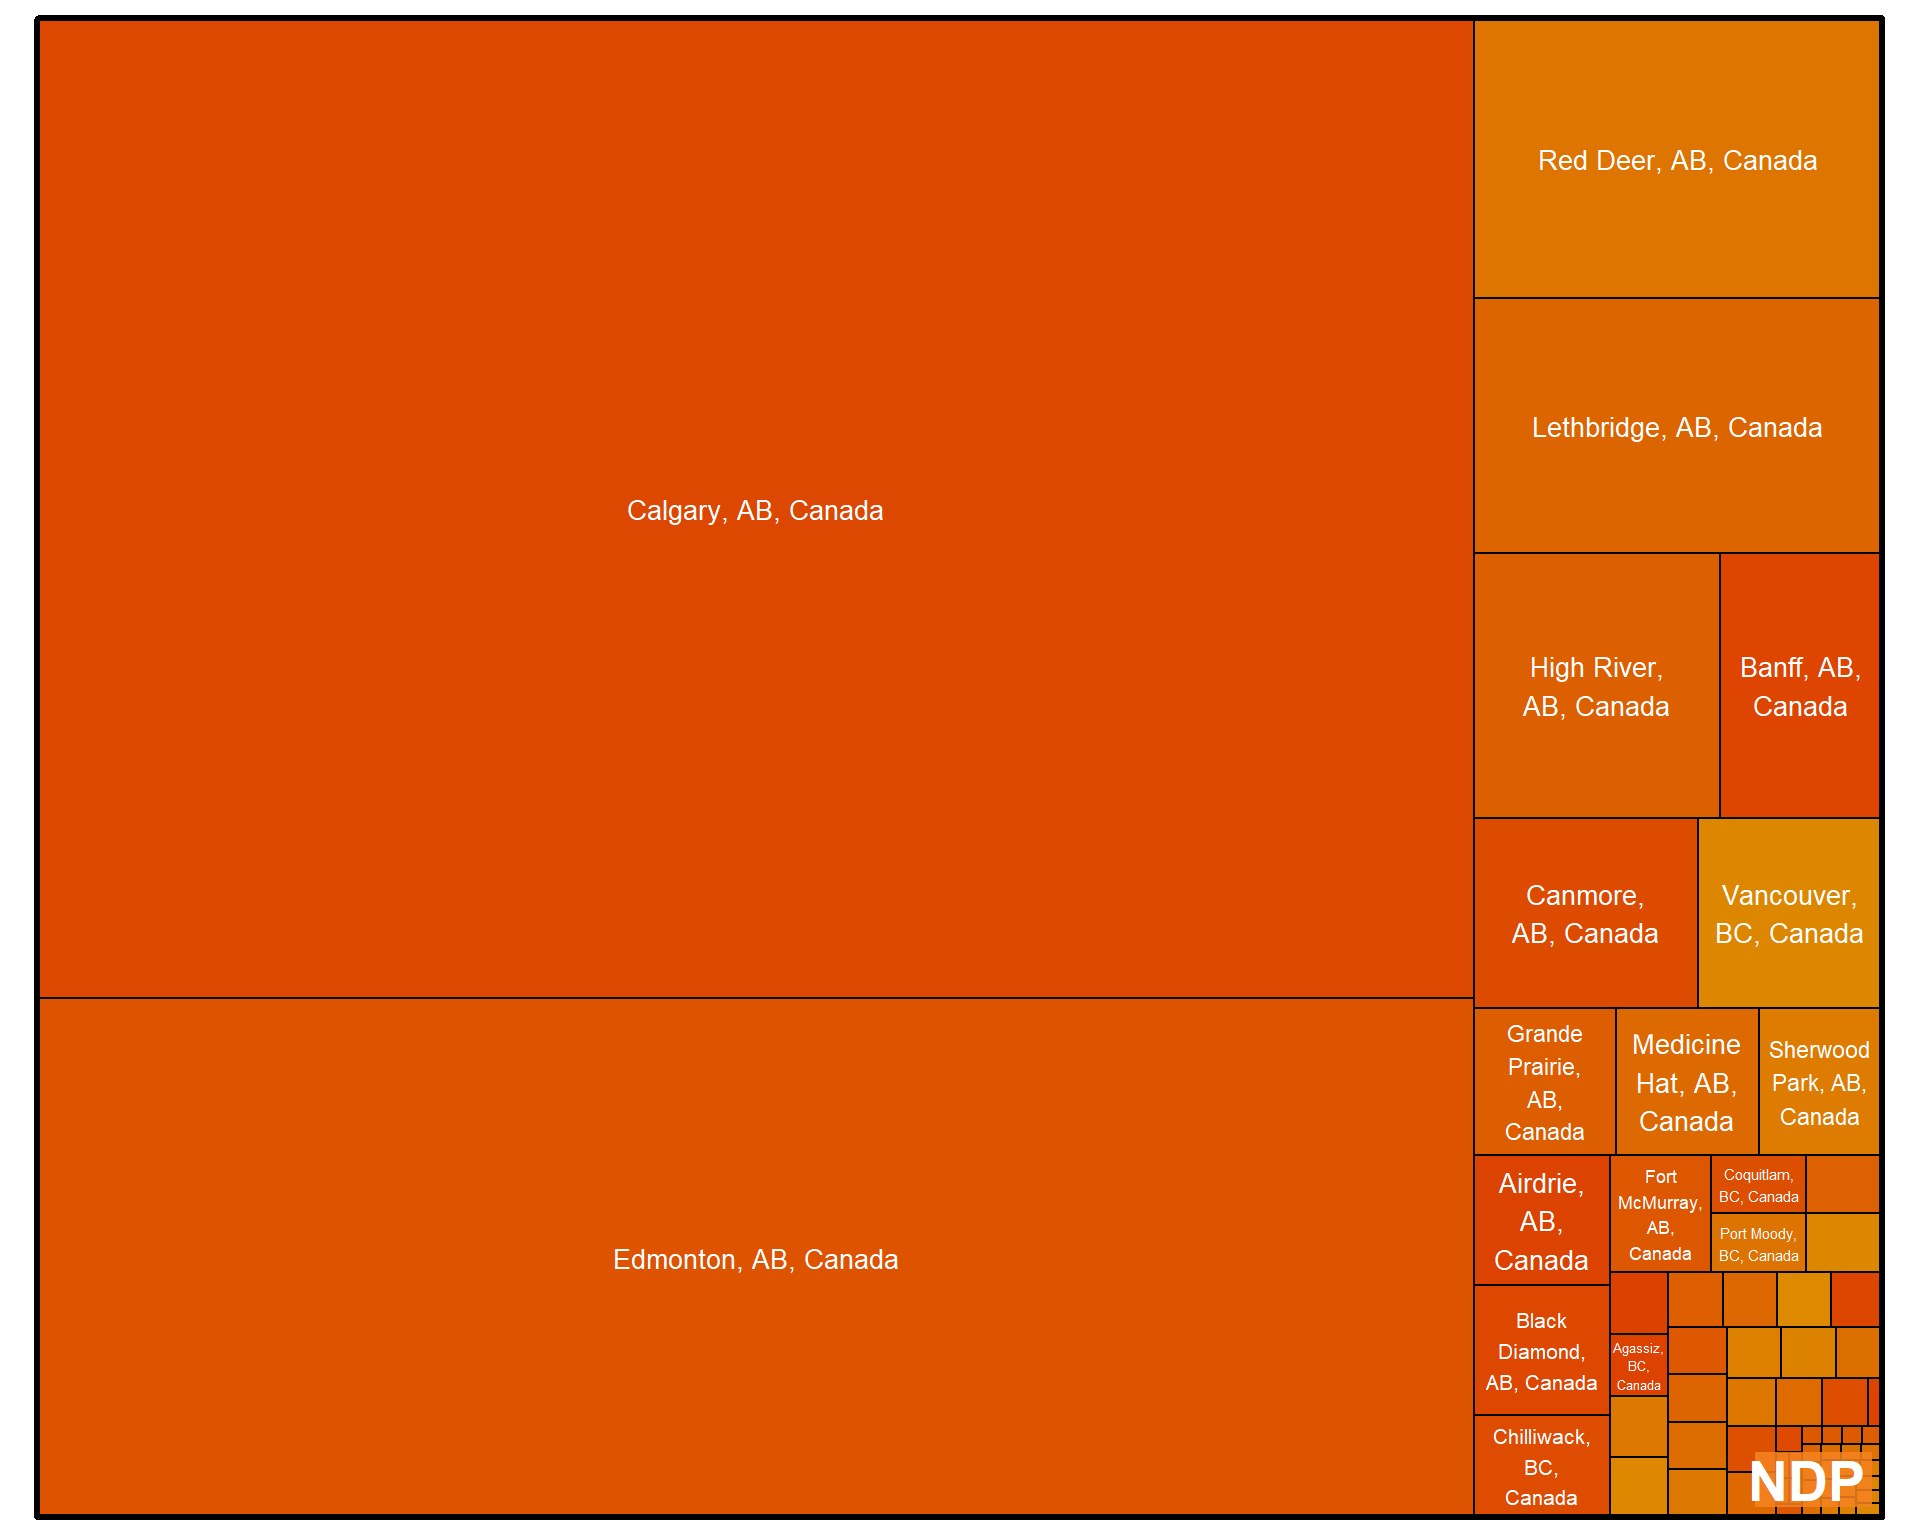 Calgary, AB, Canada
Edmonton, AB, Canada
Red Deer, AB, Canada
Lethbridge, AB, Canada
High River,
AB, Canada
Banff, AB,
Canada
Canmore,
AB, Canada
Vancouver,
BC, Canada
Grande
Prairie,
AB,
Canada
Medicine
Hat, AB,
Canada
Sherwood
Park, AB,
Canada
Airdrie,
AB,
Canada
Fort
McMurray,
AB,
Canada
Coquitlam,
BC, Canada
Port Moody,
BC, Canada
Black
Diamond,
AB, Canada
Agassiz,
BC,
Canada
Chilliwack,
BC,
Canada
NDP